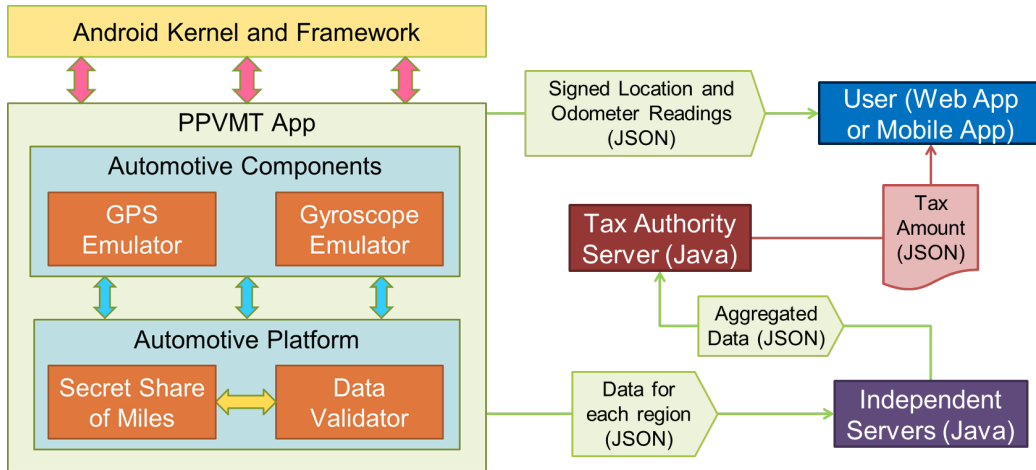 Android Kernel and Framework
PPVMT App
Automotive Components
GPS
Emulator
Gyroscope
Emulator
Automotive Platform
Secret Share
of Miles
Data
Validator
Signed Location and
Odometer Readings
(JSON)
User (Web App
or Mobile App)
Tax Authority
Server (Java)
Tax
Amount
(JSON)
Aggregated
Data (JSON)
Data for
each region
(JSON)
Independent
Servers (Java)